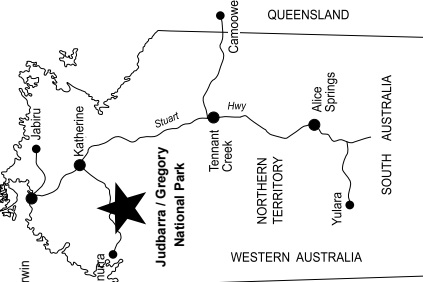 QUEENSLAND
Camoowe
Jabiru
Katherine
Stuart
Hwy
Alice
Springs
Tennant
Creek
SOUTH AUSTRALIA
Judbarra / Gregory
National Park
NORTHERN
TERRITORY
Yulara
WESTERN AUSTRALIA
rwin
nurra